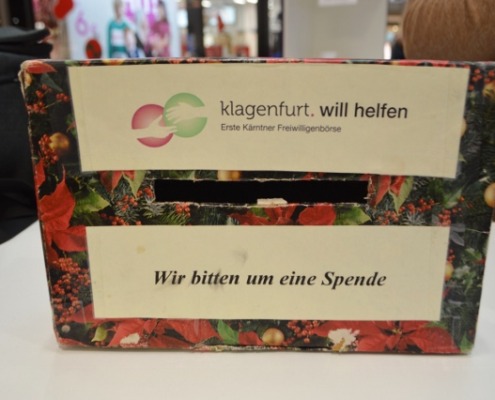 klagenfurt. will helfen
Erste Kärntner Freiwilligenbörse
Wir bitten um eine Spende